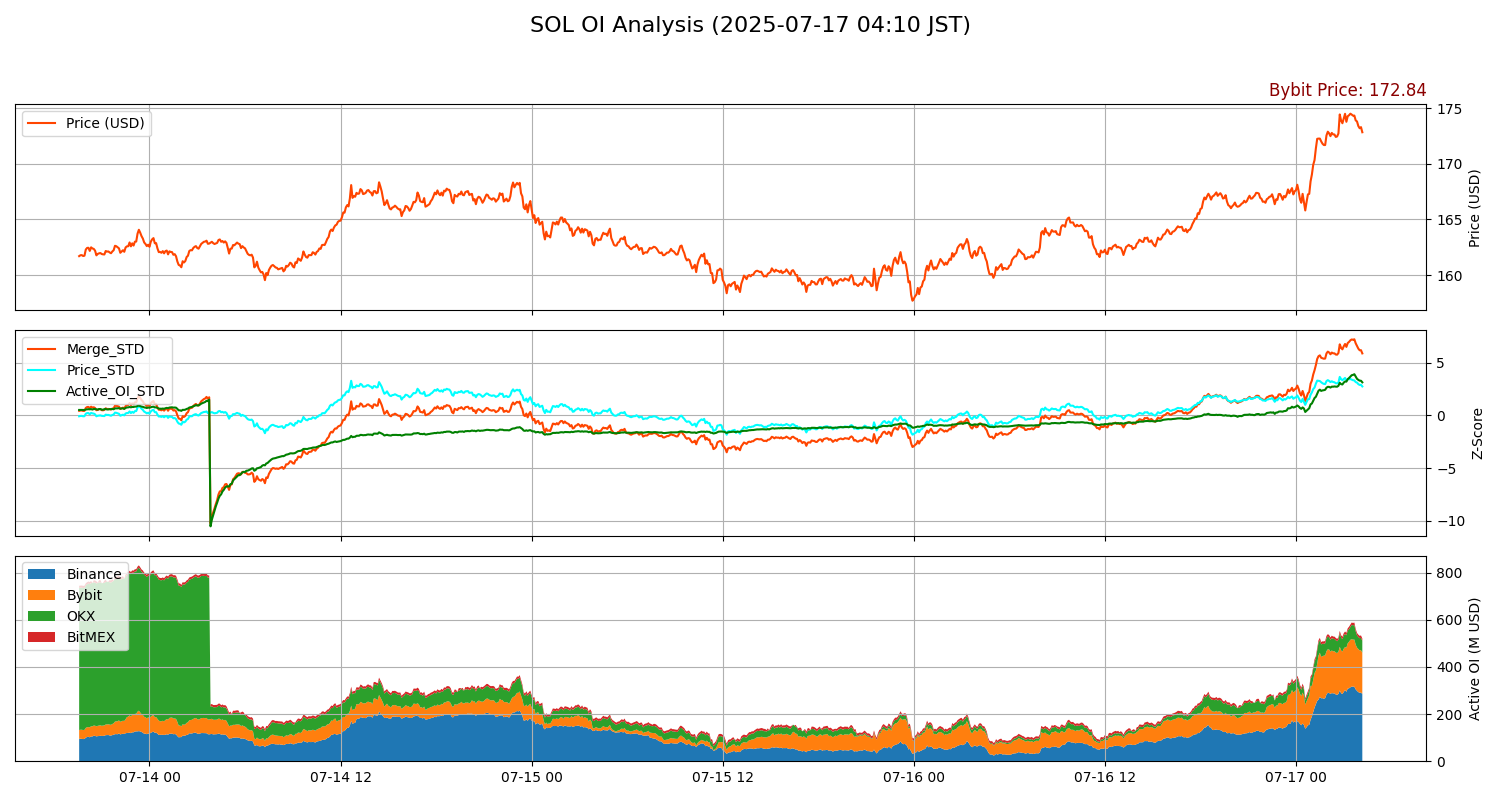 SOL OI Analysis (2025-07-17 04:10 JST)
Bybit Price: 172.84
Price (USD)
175
170
165
160
Price (USD)
Merge_STD
Price_STD
Active_OI_STD
5
0
−5
−10
Z-Score
Binance
Bybit
OKX
BitMEX
800
600
400
200
0
Active OI (M USD)
07-14 00
07-14 12
07-15 00
07-15 12
07-16 00
07-16 12
07-17 00